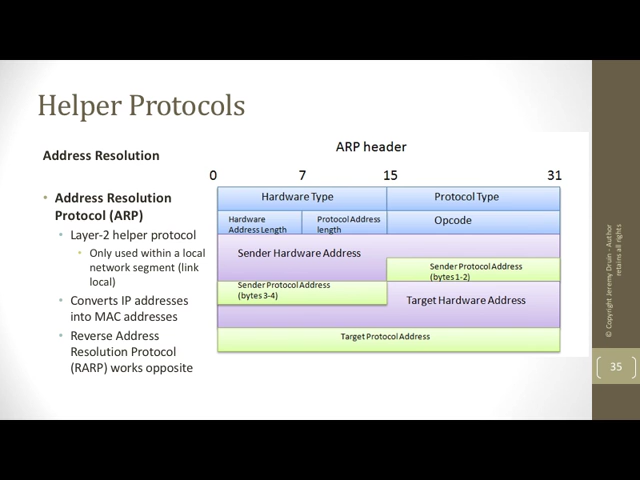 Helper Protocols
Address Resolution
• Address Resolution
Protocol (ARP)
• Layer-2 helper protocol
• Only used within a local
network segment (link
local)
• Converts IP addresses
into MAC addresses
• Reverse Address
Resolution Protocol
(RARP) works opposite
ARP header
0 7 15 31
Hardware Type Protocol Type
Hardware
Address Length
Protocol Address
length
Opcode
Sender Hardware Address
Sender Protocol Address
(bytes 1-2)
Sender Protocol Address
(bytes 3-4)
Target Hardware Address
Target Protocol Address
© Copyright Jeremy Druin - Author
retains all rights
35